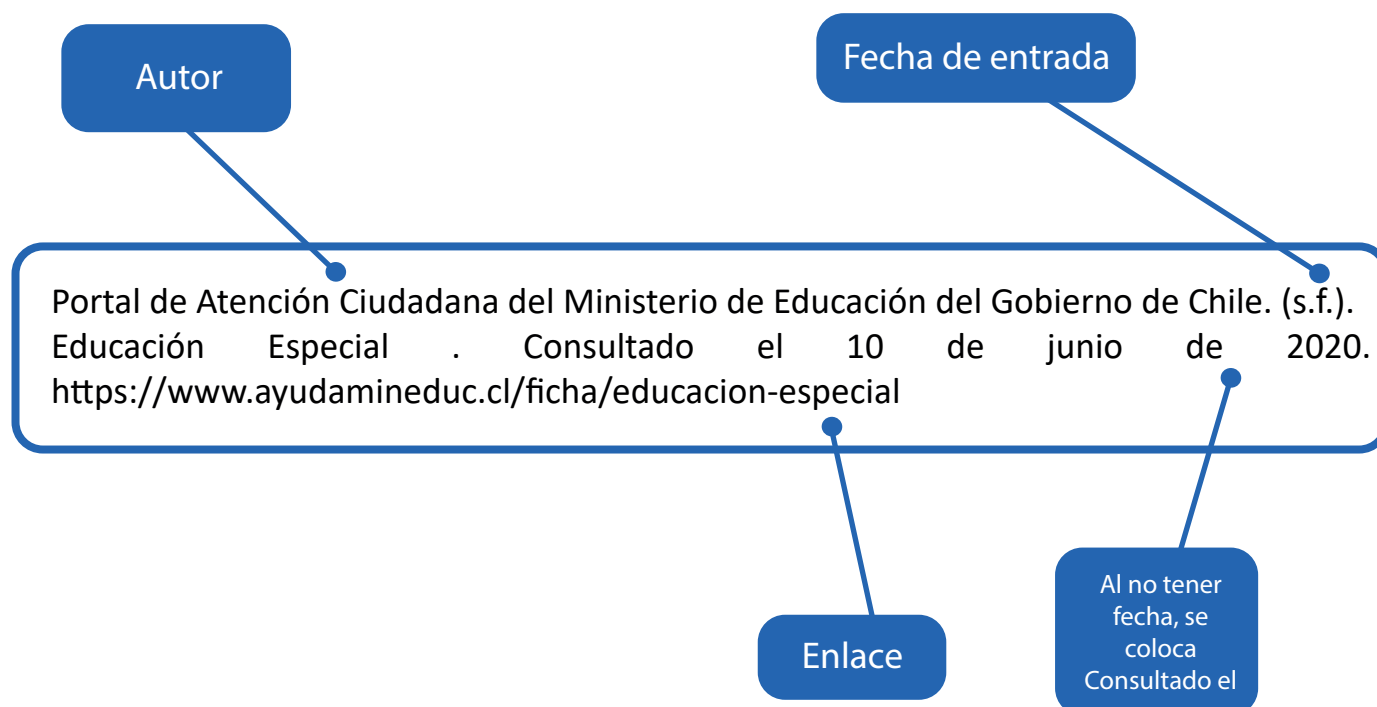 Autor
Fecha de entrada
Portal de Atención Ciudadana del Ministerio de Educación del Gobierno de Chile. (s.f.).
Educación Especial . Consultado el 10 de junio de 2020.
https://www.ayudamineduc.cl/ficha/educacion-especial
Enlace
Al no tener
fecha, se
coloca
Consultado el